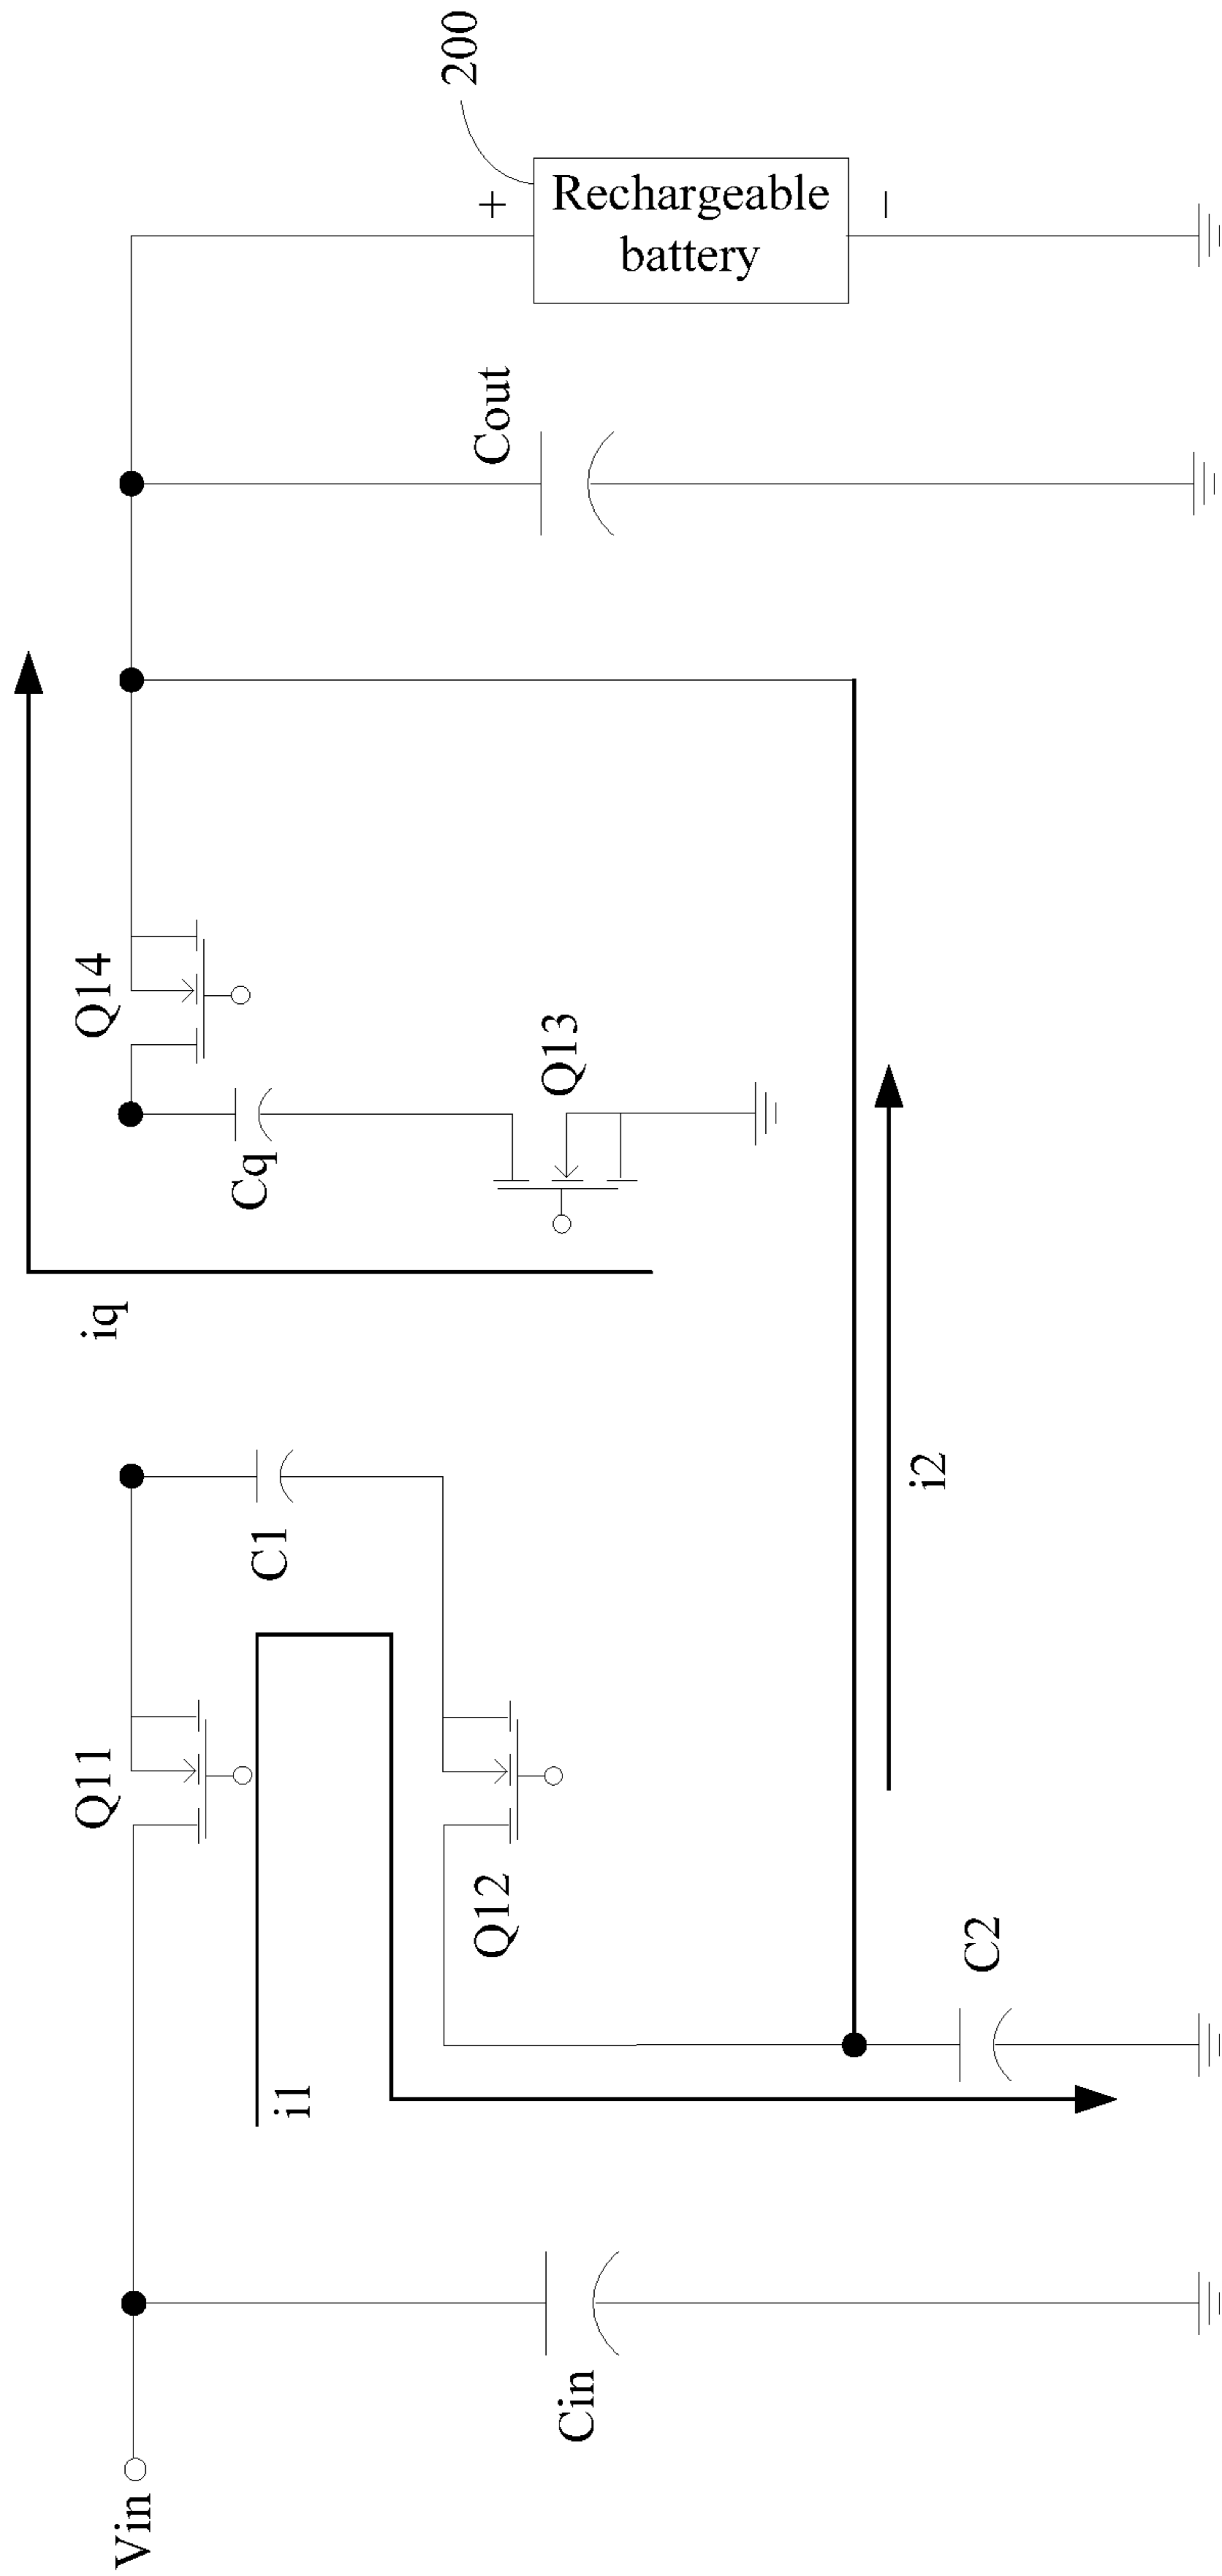 Vin
Cin
i1
Q11
Q12
C1
C2
i2
iq
Cq
Q13
Q14
Cout
200
+
Rechargeable
battery
−